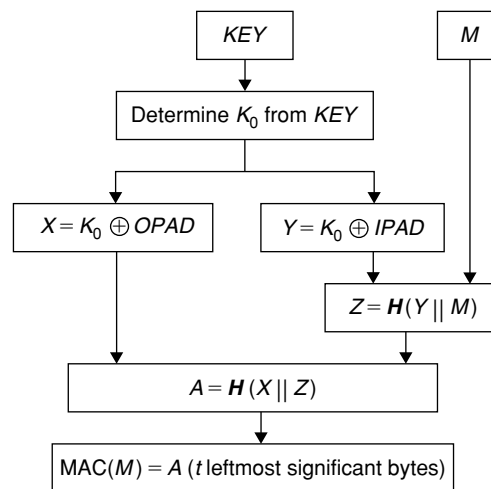 KEY
M
Determine K₀ from KEY
X = K₀ ⊕ OPAD
Y = K₀ ⊕ IPAD
Z = H(Y || M)
A = H(X || Z)
MAC(M) = A (t leftmost significant bytes)